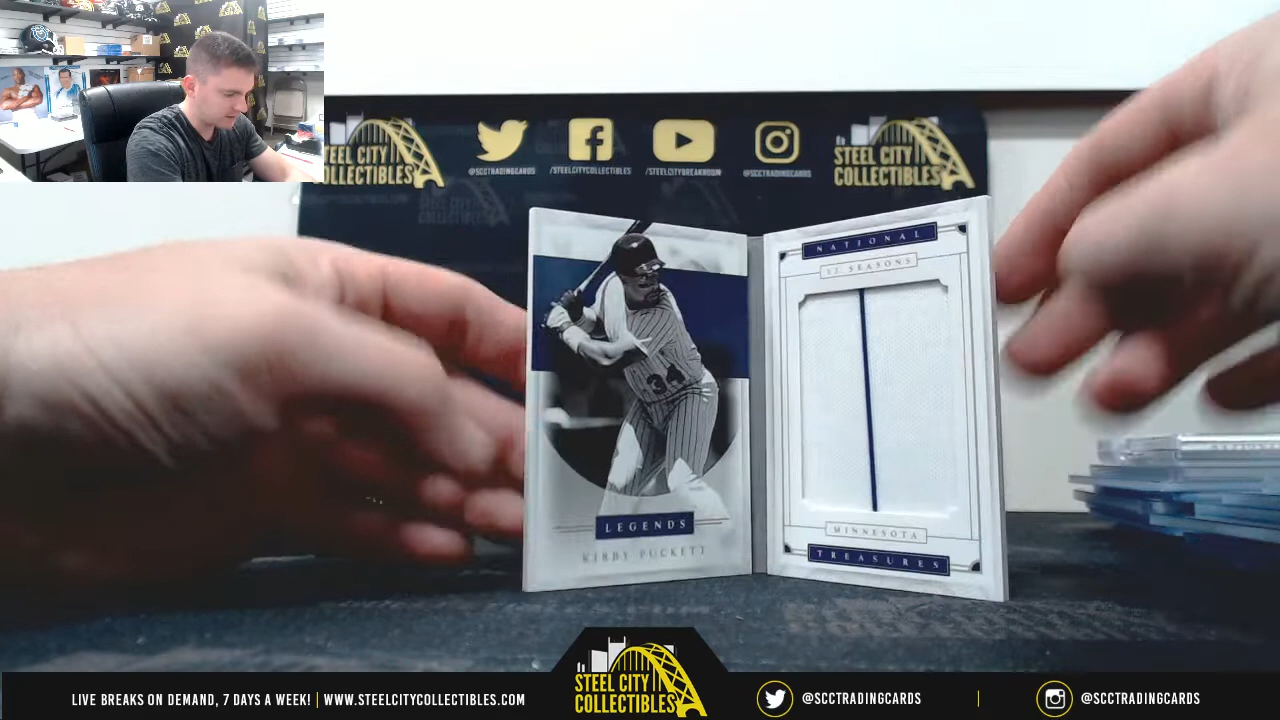 STEEL CITY
COLLECTIBLES
@SCCTRADINGCARDS
/STEELCITYCOLLECTIBLES
/STEELCITYBREAKROOM
@SCCTRADINGCARDS
STEEL CITY
COLLECTIBLES
34
LEGENDS
KIRBY PUCKETT
NATIONAL
12 SEASONS
MINNESOTA
TREASURES
LIVE BREAKS ON DEMAND, 7 DAYS A WEEK! | WWW.STEELCITYCOLLECTIBLES.COM
STEEL CITY
COLLECTIBLES
@SCCTRADINGCARDS
@SCCTRADINGCARDS